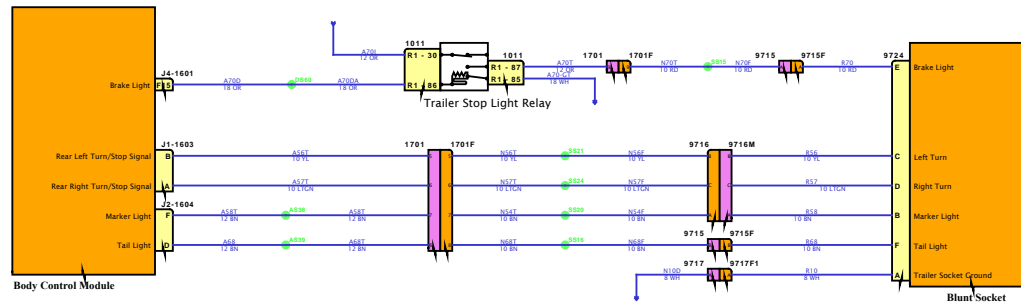 A70J
12 OR
1011
R1 - 30
R1 - 86
1011
R1 - 87
R1 - 85
Trailer Stop Light Relay
J4-1601
Brake Light
F 15
A70D
18 OR
DS60
A70DA
18 OR
A70T
12 OR
A70-GT
18 WH
1701
1701F
N70T
10 RD
SS15
N70F
10 RD
9715
9715F
R70
10 RD
9724
E
Brake Light
J1-1603
Rear Left Turn/Stop Signal
B
A56T
10 YL
1701
1701F
N56T
10 YL
SS21
N56F
10 YL
9716
9716M
R56
10 YL
C
Left Turn
Rear Right Turn/Stop Signal
A
A57T
10 LTGN
N57T
10 LTGN
SS24
N57F
10 LTGN
R57
10 LTGN
D
Right Turn
J2-1604
Marker Light
F
A58T
12 BN
AS38
A58T
12 BN
N54T
10 BN
SS20
N54F
10 BN
R58
10 BN
B
Marker Light
Tail Light
D
A68
12 BN
AS39
A68T
12 BN
N68T
10 BN
SS16
N68F
10 BN
9715
9715F
R68
10 BN
F
Tail Light
N10D
8 WH
9717
9717F1
R10
8 WH
A
Trailer Socket Ground
Body Control Module
Blunt Socket